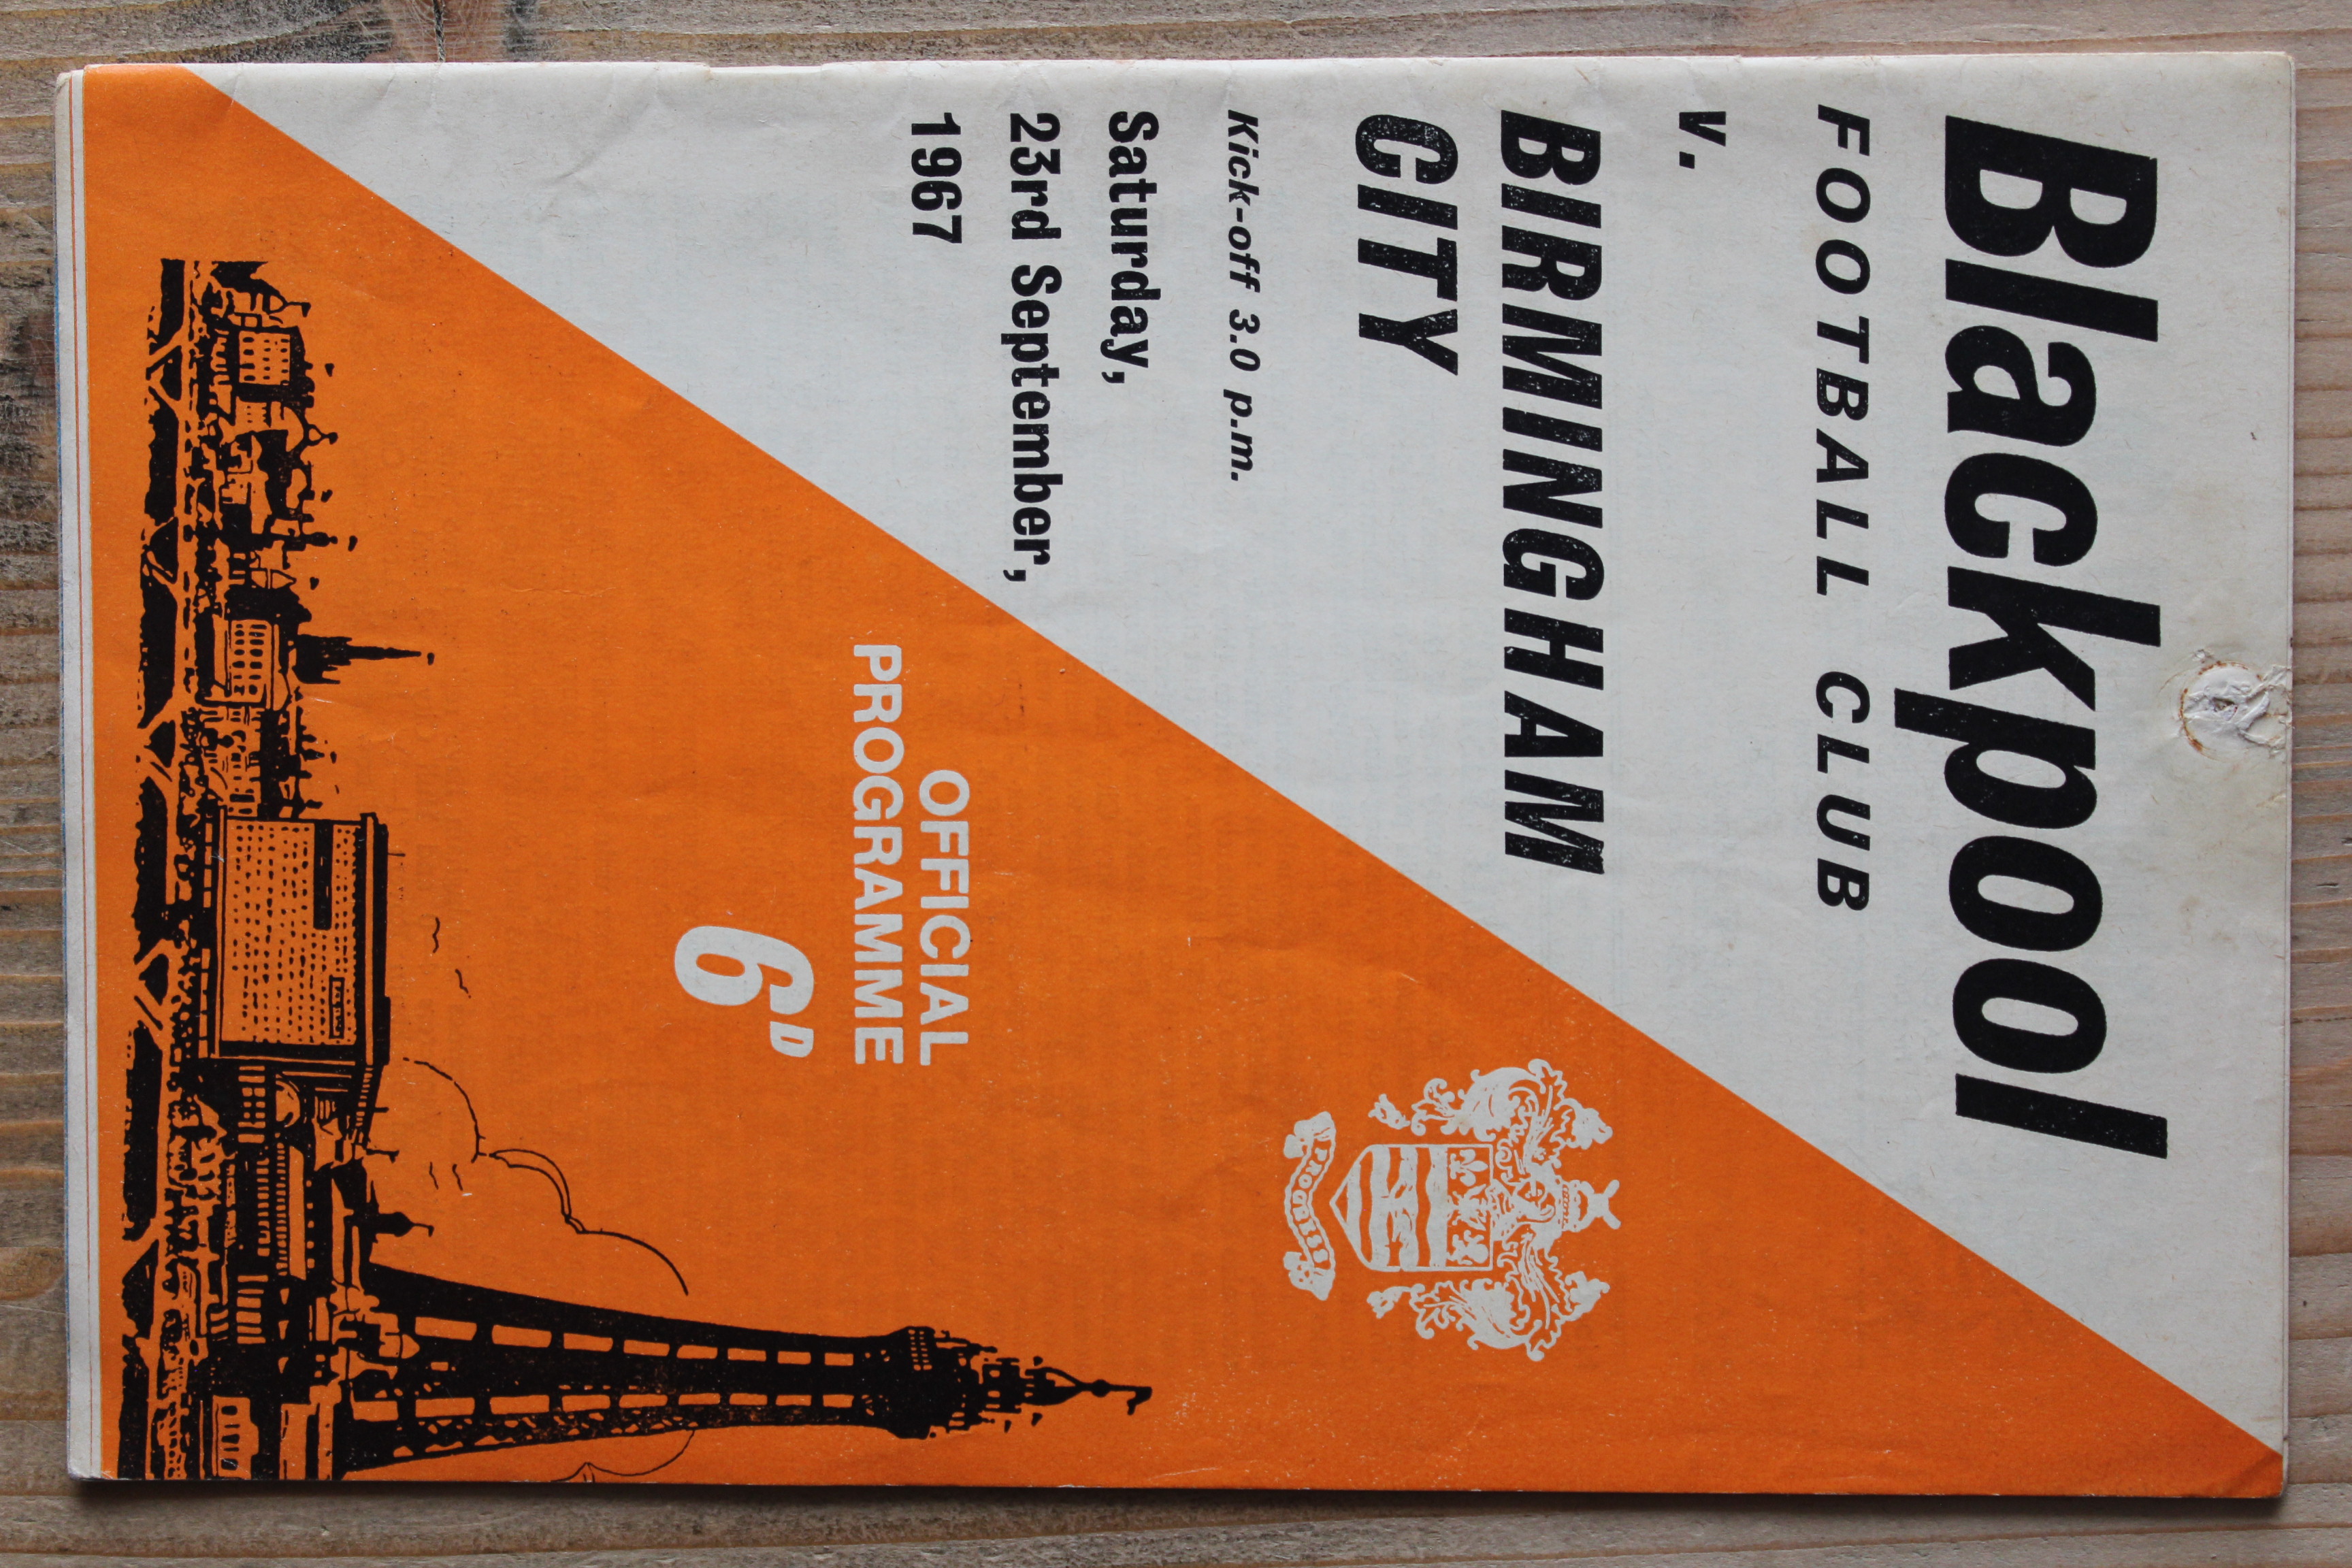 Blackpool
FOOTBALL CLUB
v.
BIRMINGHAM
CITY
Kick-off 3.0 p.m.
Saturday,
23rd September,
1967
PROGRESS
OFFICIAL
PROGRAMME
6D